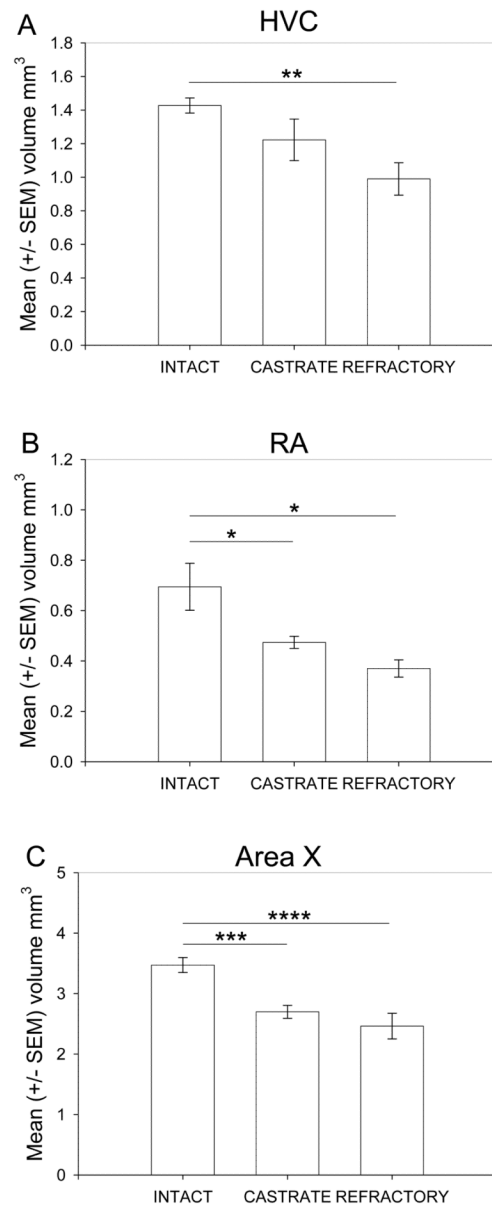 A
HVC
Mean (+/- SEM) volume mm³
1.8
1.6
1.4
1.2
1.0
0.8
0.6
0.4
0.2
0.0
**
INTACT CASTRATE REFRACTORY
B
RA
Mean (+/- SEM) volume mm³
1.2
1.0
0.8
0.6
0.4
0.2
0.0
*
*
INTACT CASTRATE REFRACTORY
C
Area X
Mean (+/- SEM) volume mm³
5
4
3
2
1
0
****
***
INTACT CASTRATE REFRACTORY